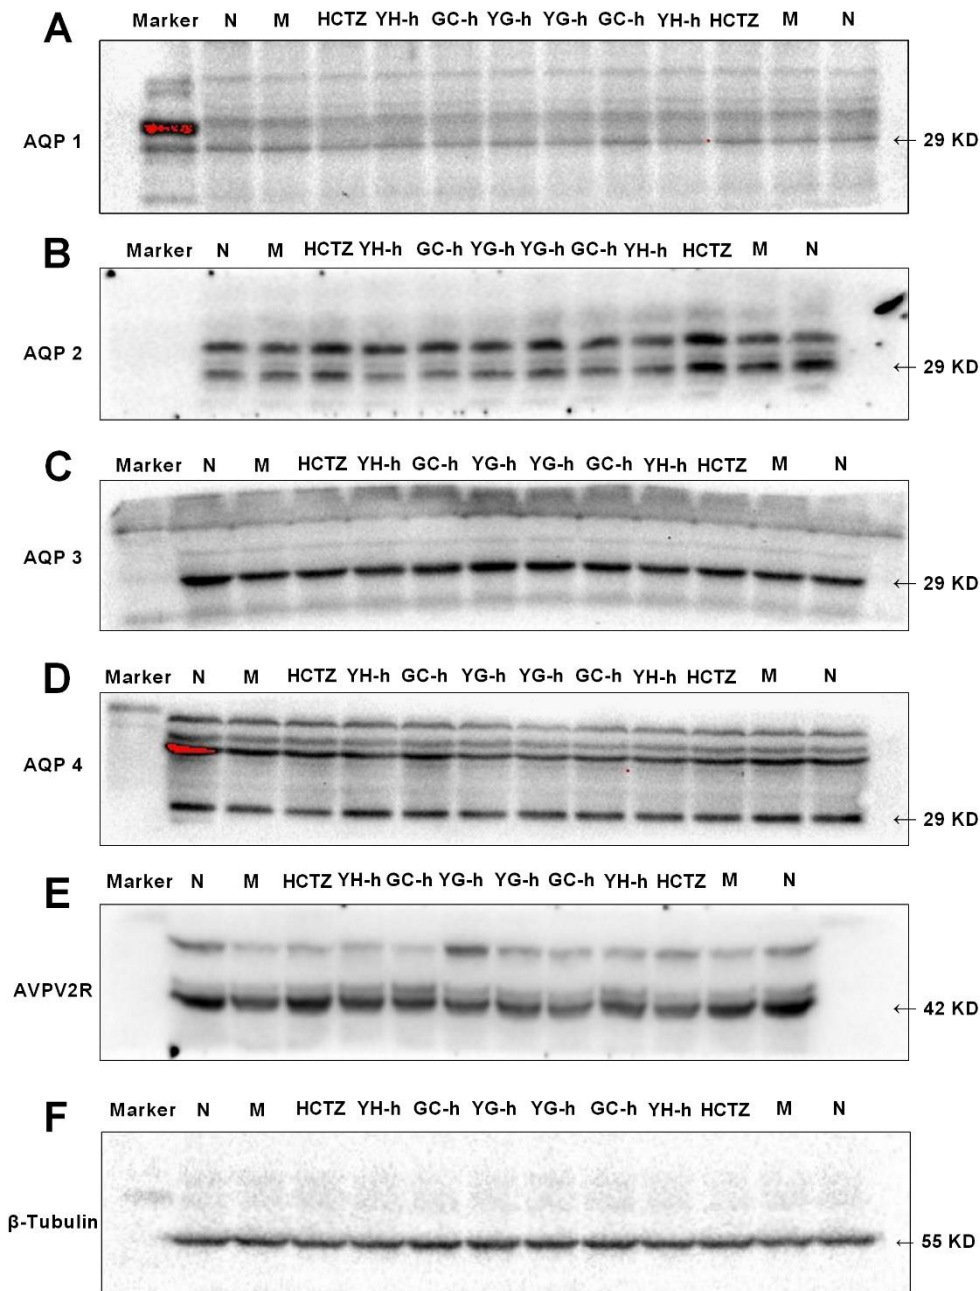 A
Marker N M HCTZ YH-h GC-h YG-h YG-h GC-h YH-h HCTZ M N
AQP 1
← 29 KD
B
Marker N M HCTZ YH-h GC-h YG-h YG-h GC-h YH-h HCTZ M N
AQP 2
← 29 KD
C
Marker N M HCTZ YH-h GC-h YG-h YG-h GC-h YH-h HCTZ M N
AQP 3
← 29 KD
D
Marker N M HCTZ YH-h GC-h YG-h YG-h GC-h YH-h HCTZ M N
AQP 4
← 29 KD
E
Marker N M HCTZ YH-h GC-h YG-h YG-h GC-h YH-h HCTZ M N
AVPV2R
← 42 KD
F
Marker N M HCTZ YH-h GC-h YG-h YG-h GC-h YH-h HCTZ M N
β-Tubulin
← 55 KD